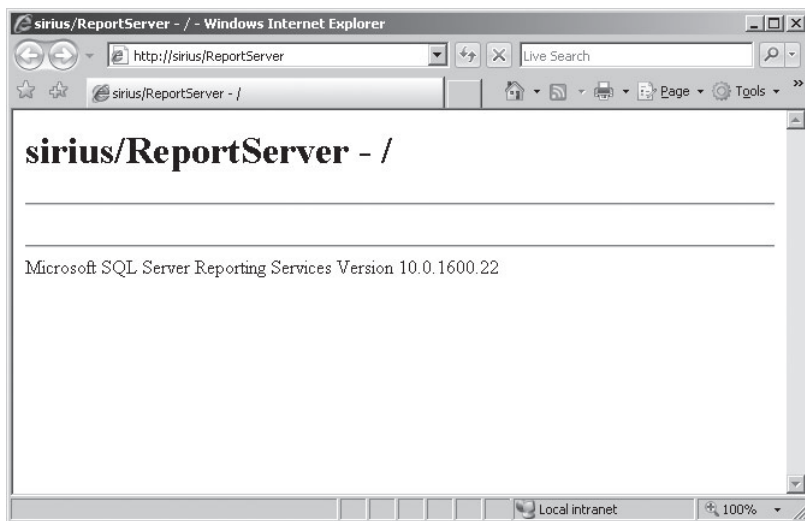 sirius/ReportServer - / - Windows Internet Explorer
http://sirius/ReportServer
Live Search
sirius/ReportServer - /
Page
Tools
»
sirius/ReportServer - /
Microsoft SQL Server Reporting Services Version 10.0.1600.22
Local intranet
100%